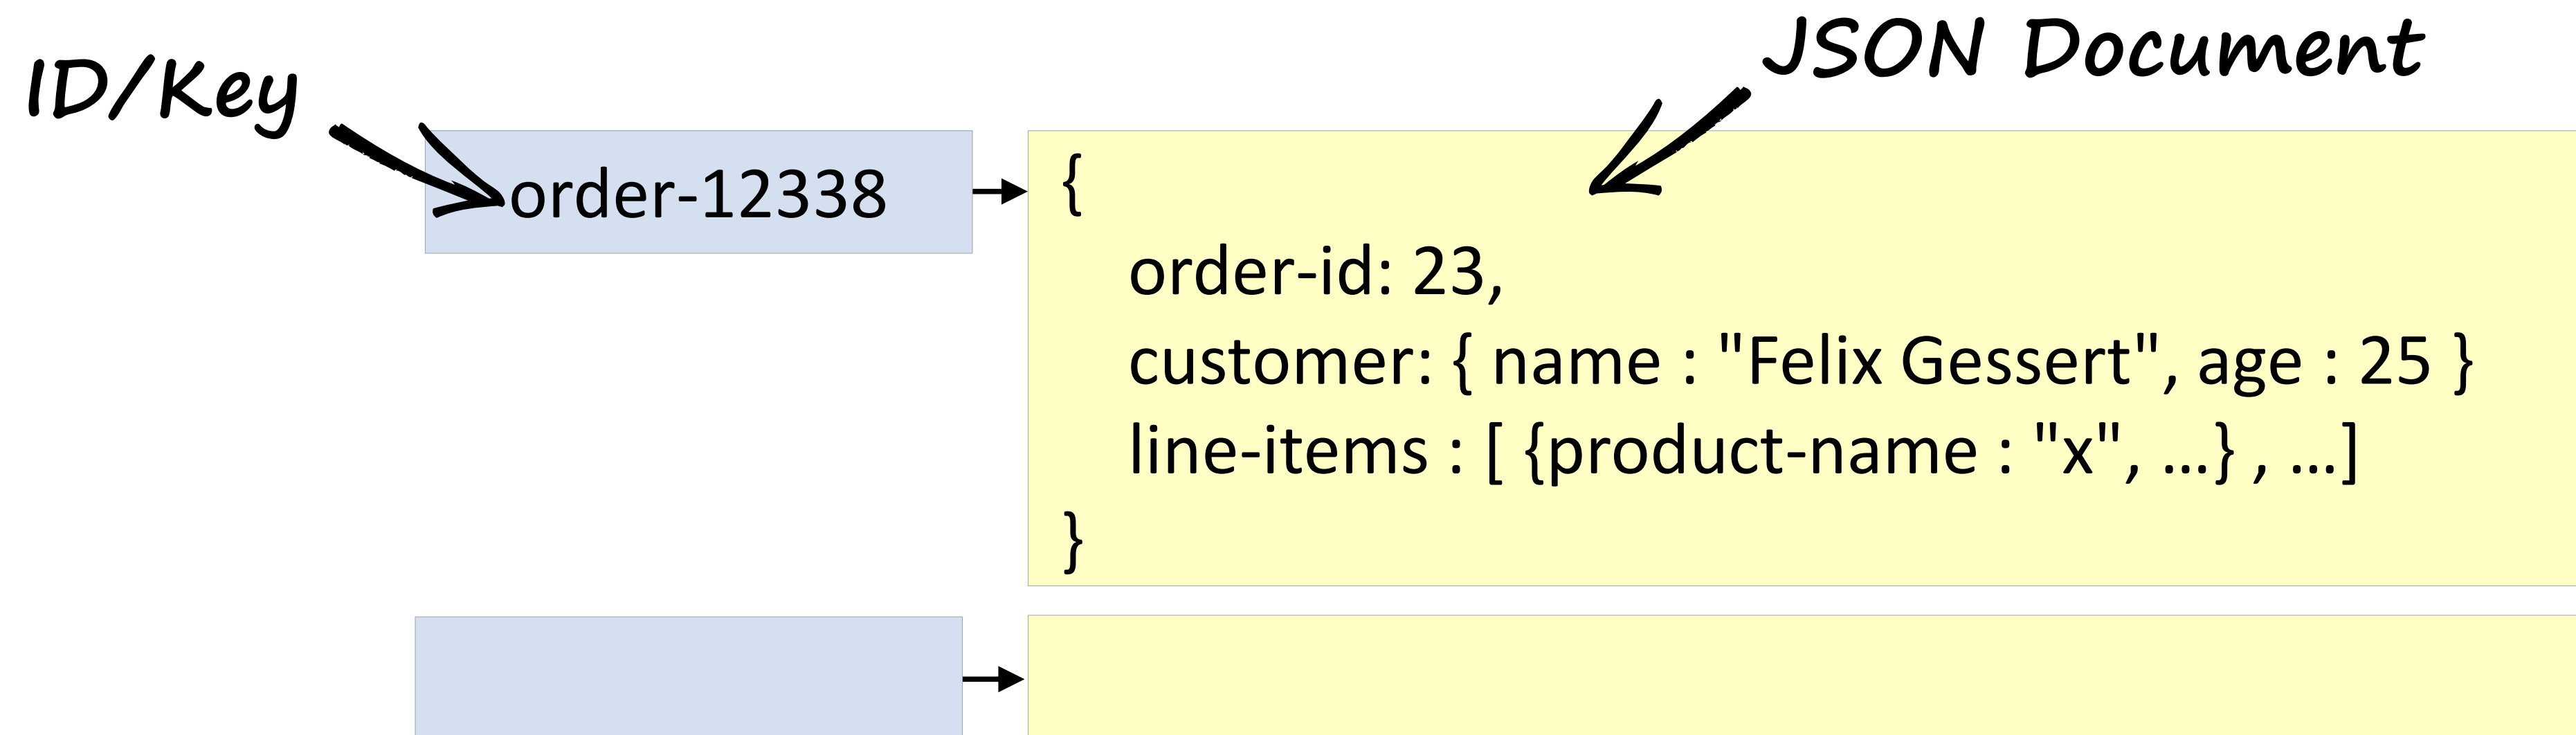 ID/Key
JSON Document
order-12338
{
order-id: 23,
customer: { name : "Felix Gessert", age : 25 }
line-items : [ {product-name : "x", ...} , ...]
}